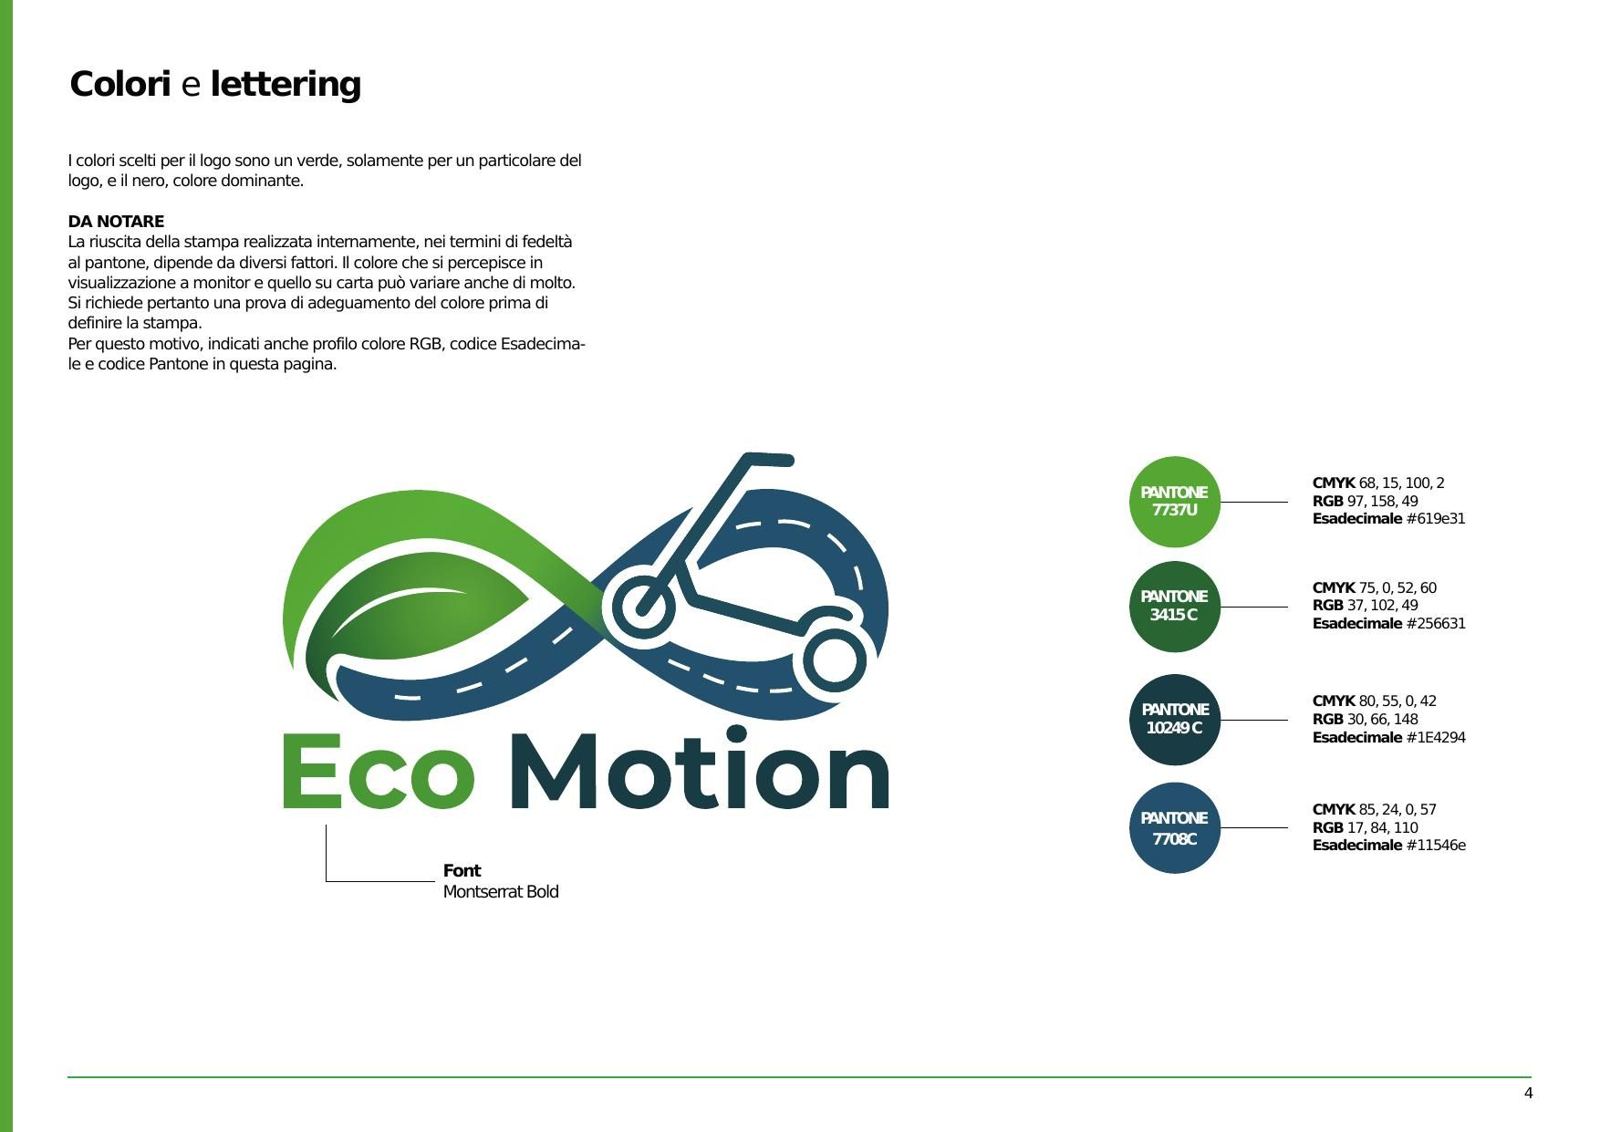 Colori e lettering
I colori scelti per il logo sono un verde, solamente per un particolare del
logo, e il nero, colore dominante.
DA NOTARE
La riuscita della stampa realizzata internamente, nei termini di fedeltà
al pantone, dipende da diversi fattori. Il colore che si percepisce in
visualizzazione a monitor e quello su carta può variare anche di molto.
Si richiede pertanto una prova di adeguamento del colore prima di
definire la stampa.
Per questo motivo, indicati anche profilo colore RGB, codice Esadecima-
le e codice Pantone in questa pagina.
Eco Motion
Font
Montserrat Bold
PANTONE
7737U
CMYK 68, 15, 100, 2
RGB 97, 158, 49
Esadecimale #619e31
PANTONE
3415 C
CMYK 75, 0, 52, 60
RGB 37, 102, 49
Esadecimale #256631
PANTONE
10249 C
CMYK 80, 55, 0, 42
RGB 30, 66, 148
Esadecimale #1E4294
PANTONE
7708C
CMYK 85, 24, 0, 57
RGB 17, 84, 110
Esadecimale #11546e
4